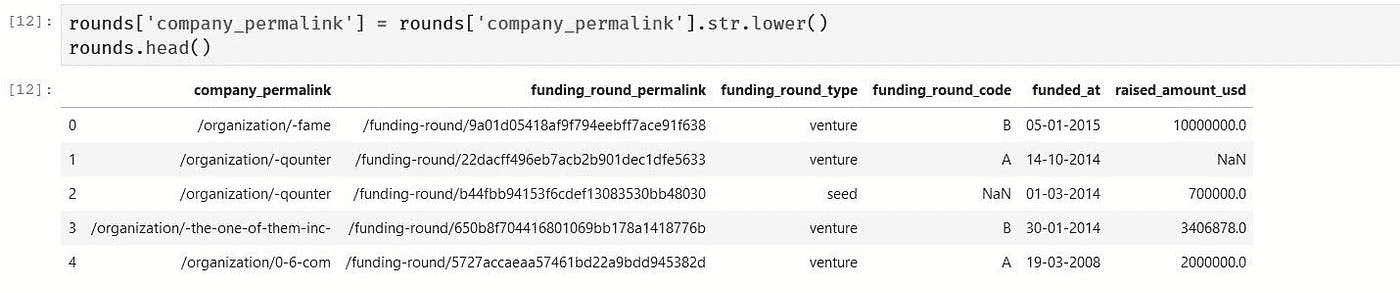 [12]: rounds['company_permalink'] = rounds['company_permalink'].str.lower()
rounds.head()
[12]: company_permalink funding_round_permalink funding_round_type funding_round_code funded_at raised_amount_usd
0 /organization/-fame /funding-round/9a01d05418af9f794eebff7ace91f638 venture B 05-01-2015 10000000.0
1 /organization/-qounter /funding-round/22dacff496eb7acb2b901dec1dfe5633 venture A 14-10-2014 NaN
2 /organization/-qounter /funding-round/b44fbb94153f6cdef13083530bb48030 seed NaN 01-03-2014 700000.0
3 /organization/-the-one-of-them-inc- /funding-round/650b8f704416801069bb178a1418776b venture B 30-01-2014 3406878.0
4 /organization/0-6-com /funding-round/5727accaeaa57461bd22a9bdd945382d venture A 19-03-2008 2000000.0